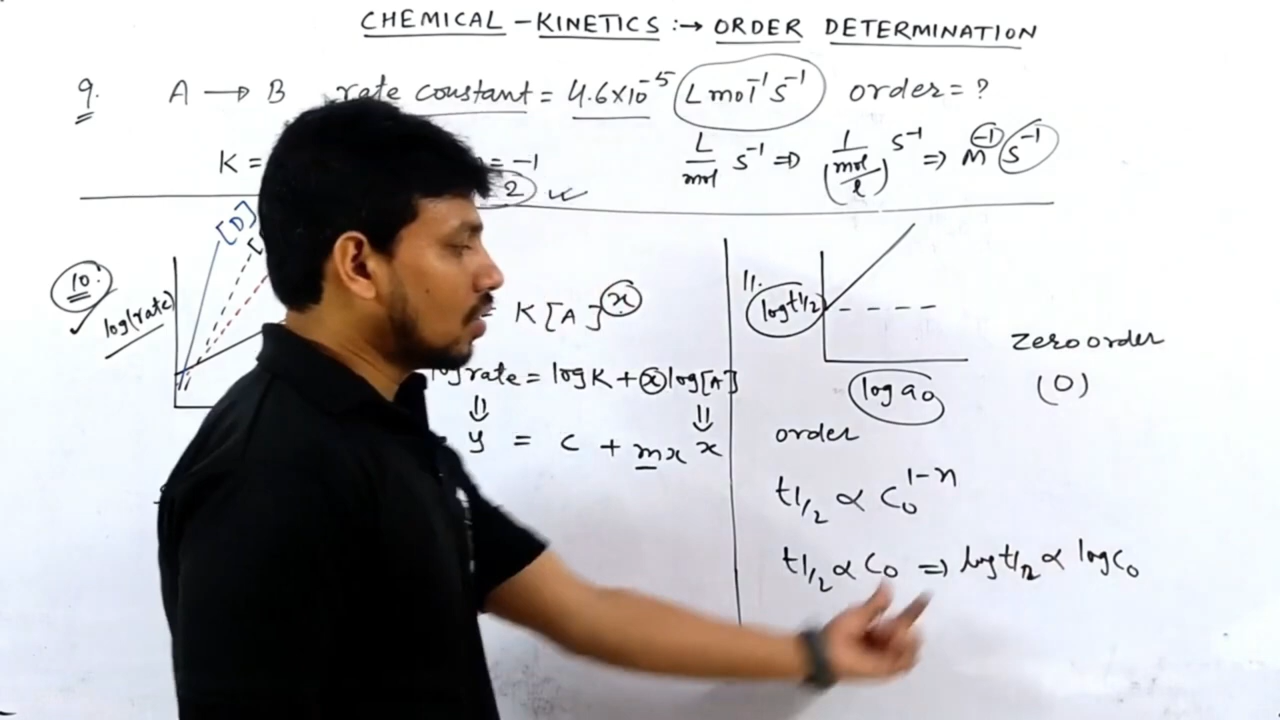 CHEMICAL - KINETICS :→ ORDER DETERMINATION
9. A → B rate constant = 4.6×10⁻⁵ L mol⁻¹ s⁻¹ order = ?
K = = -1
2
L/mol s⁻¹ ⇒ (L/(mol/l)) s⁻¹ ⇒ M⁻¹ s⁻¹
10.
log(rate)
[D]
K[A]ˣ
log rate = log K + x log[A]
y = c + m x x
11.
log t1/2
log a0
zero order
(0)
order
t1/2 ∝ C0^1-n
t1/2 ∝ C0 ⇒ log t1/2 ∝ log C0